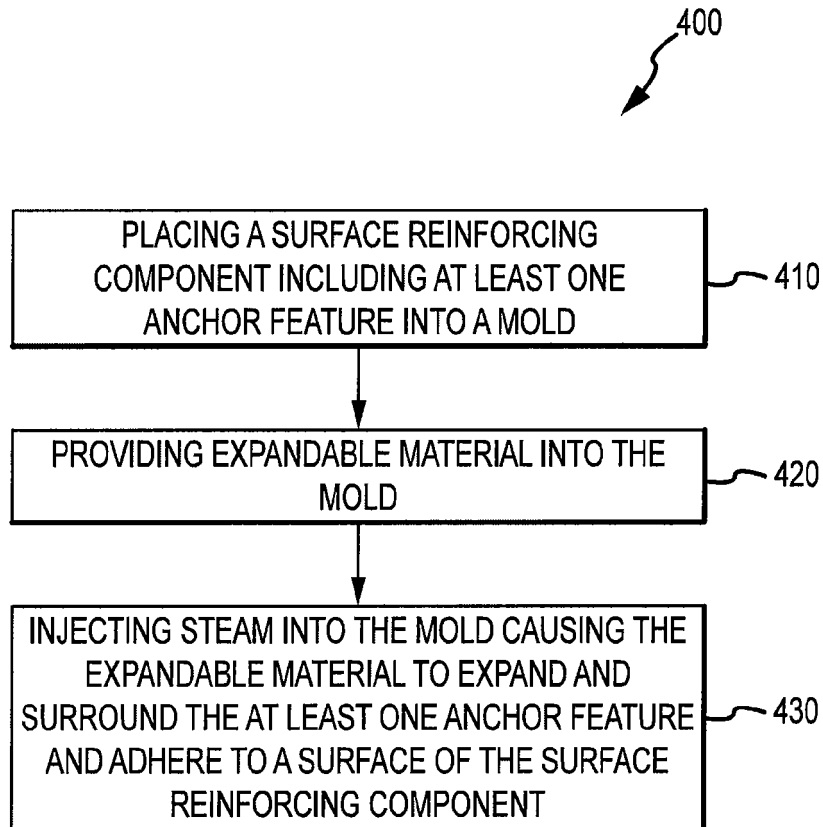 400
PLACING A SURFACE REINFORCING
COMPONENT INCLUDING AT LEAST ONE
ANCHOR FEATURE INTO A MOLD
410
PROVIDING EXPANDABLE MATERIAL INTO THE
MOLD
420
INJECTING STEAM INTO THE MOLD CAUSING THE
EXPANDABLE MATERIAL TO EXPAND AND
SURROUND THE AT LEAST ONE ANCHOR FEATURE
AND ADHERE TO A SURFACE OF THE SURFACE
REINFORCING COMPONENT
430